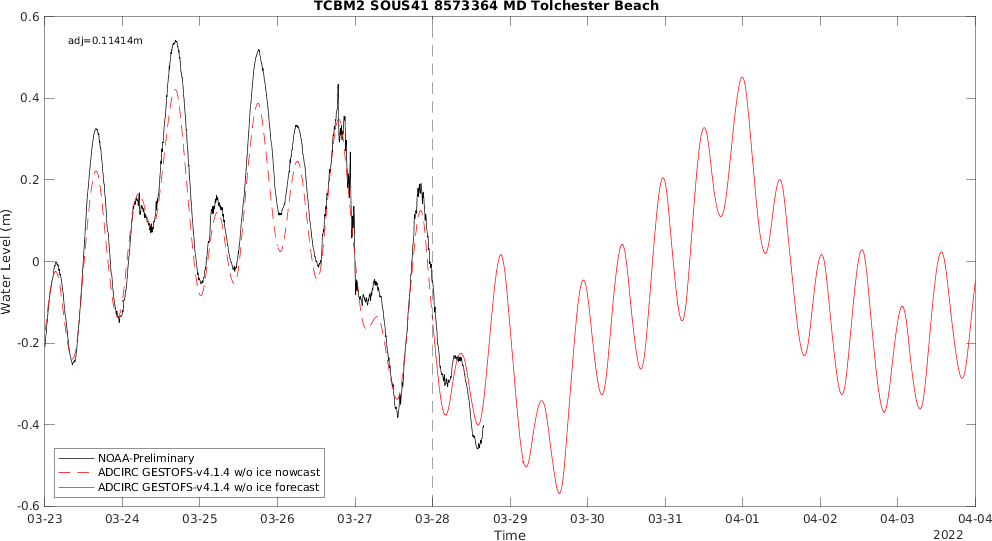 TCBM2 SOUS41 8573364 MD Tolchester Beach
adj=0.11414m
0.6
0.4
0.2
0
-0.2
-0.4
-0.6
Water Level (m)
NOAA-Preliminary
ADCIRC GESTOFS-v4.1.4 w/o ice nowcast
ADCIRC GESTOFS-v4.1.4 w/o ice forecast
03-23 03-24 03-25 03-26 03-27 03-28 03-29 03-30 03-31 04-01 04-02 04-03 04-04
Time
2022